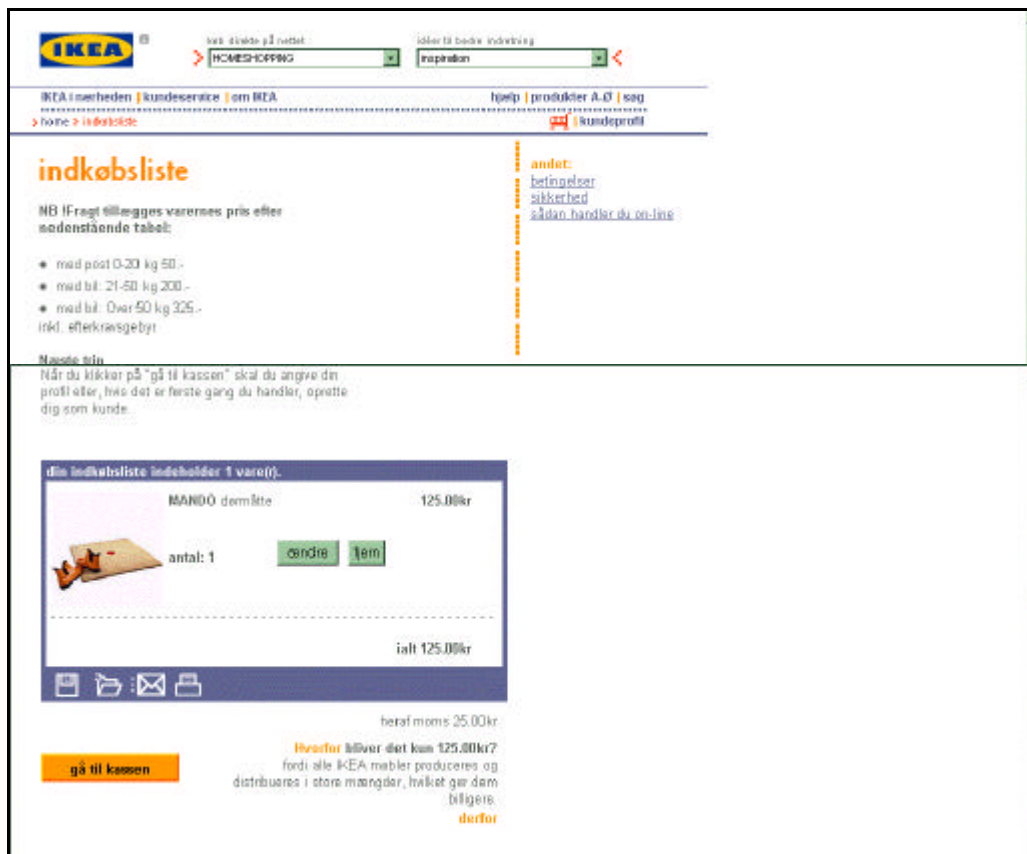 IKEA ®
køb direkte på nettet
idéer til bedre indretning
HOMESHOPPING
inspiration
IKEA i nærheden | kundeservice | om IKEA
hjælp | produkter A-Ø | søg
> home > indkøbsliste
| kundeprofil
indkøbsliste
andet:
betingelser
sikkerhed
sådan handler du on-line
NB !Fragt tillægges varernes pris efter
nedenstående tabel:
• med post 0-20 kg 50.-
• med bil: 21-50 kg 200.-
• med bil: Over 50 kg 325.-
inkl. efterkravsgebyr
Næste trin
Når du klikker på "gå til kassen" skal du angive din
profil eller, hvis det er første gang du handler, oprette
dig som kunde.
din indkøbsliste indeholder 1 vare(r).
MANDO dørmåtte 125.00kr
antal: 1 ændre fjern
ialt 125.00kr
heraf moms 25.00kr
gå til kassen
Hvorfor bliver det kun 125.00kr?
fordi alle IKEA møbler produceres og
distribueres i store mængder, hvilket gør dem
billigere.
derfor